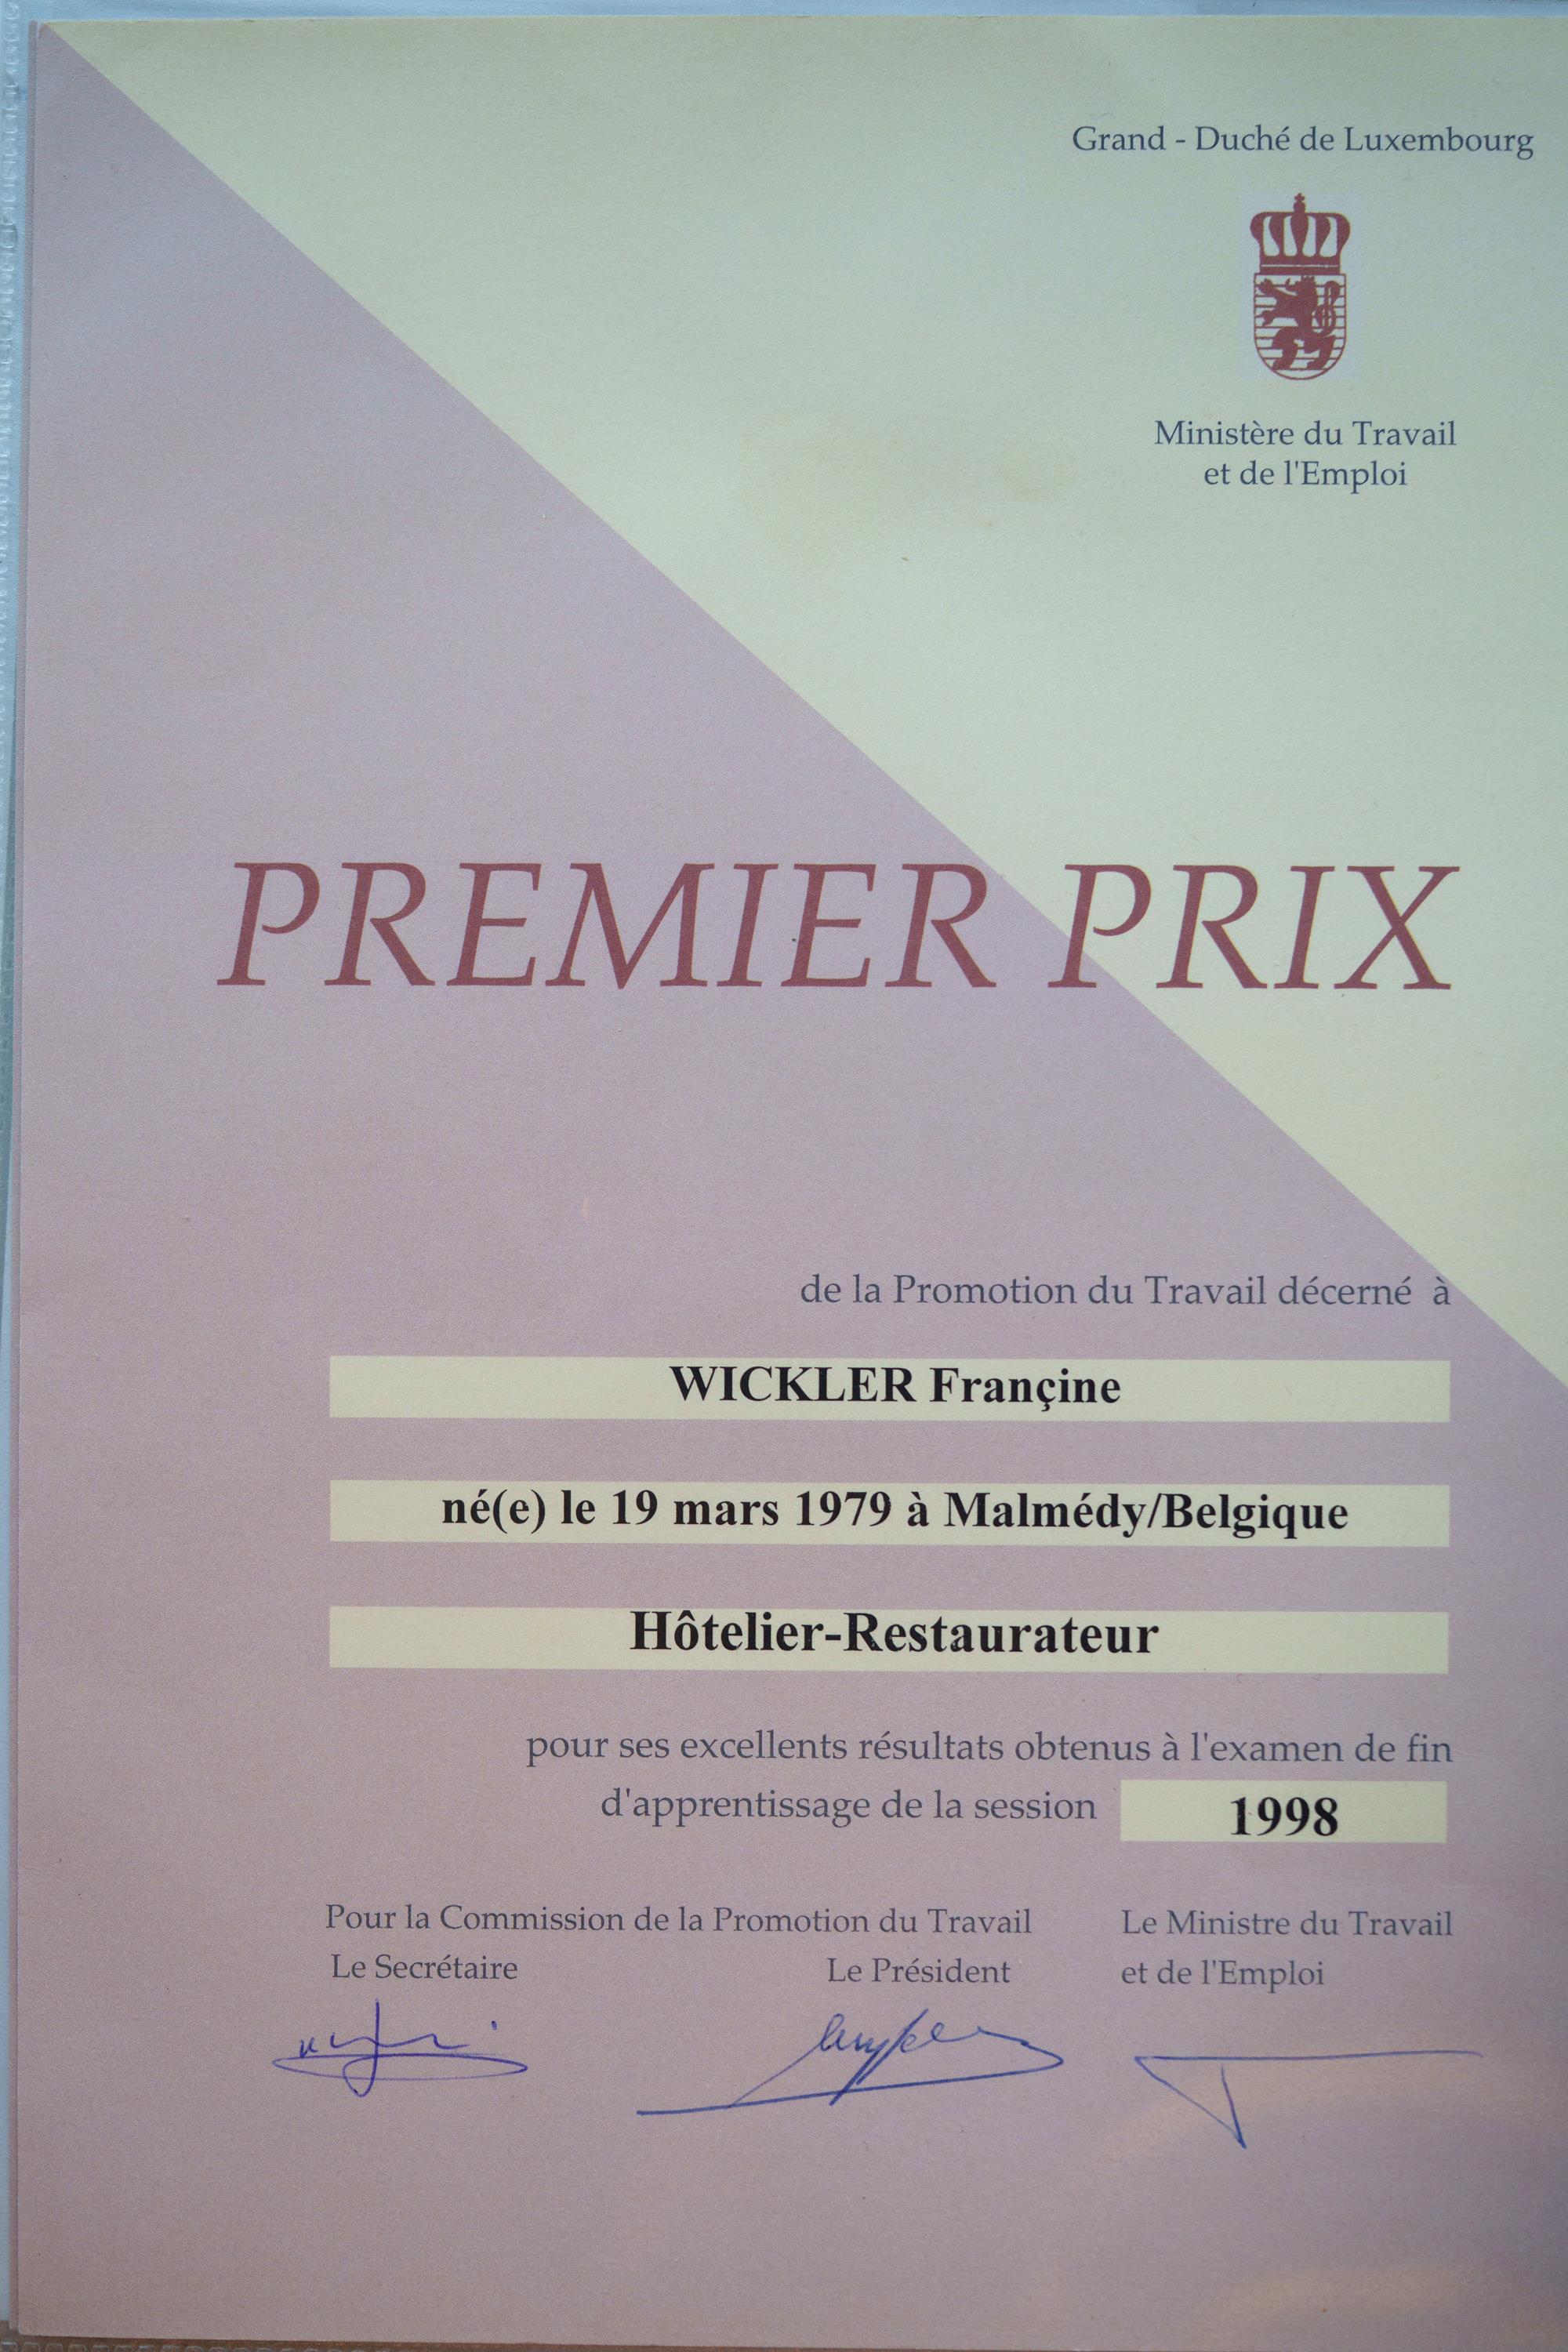 Grand - Duché de Luxembourg
Ministère du Travail
et de l'Emploi
PREMIER PRIX
de la Promotion du Travail décerné à
WICKLER Françine
né(e) le 19 mars 1979 à Malmédy/Belgique
Hôtelier-Restaurateur
pour ses excellents résultats obtenus à l'examen de fin
d'apprentissage de la session 1998
Pour la Commission de la Promotion du Travail
Le Secrétaire
Le Président
Le Ministre du Travail
et de l'Emploi